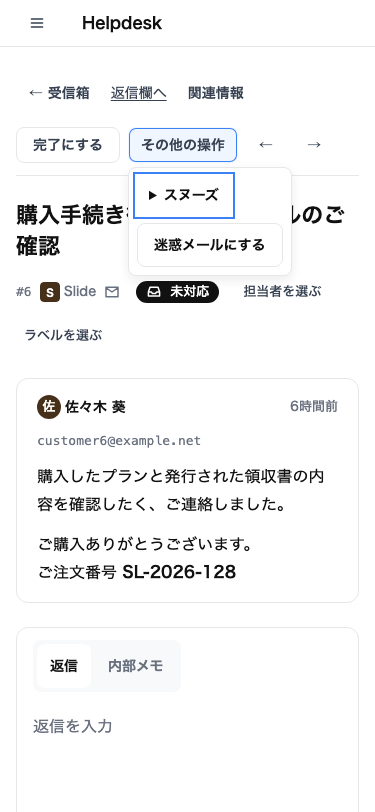 Helpdesk
← 受信箱 返信欄へ 関連情報
完了にする その他の操作 ← →
▶ スヌーズ
迷惑メールにする
購入手続き
ルのご
確認
#6 S Slide 未対応 担当者を選ぶ
ラベルを選ぶ
佐 佐々木 葵 6時間前
customer6@example.net
購入したプランと発行された領収書の内
容を確認したく、ご連絡しました。
ご購入ありがとうございます。
ご注文番号 SL-2026-128
返信 内部メモ
返信を入力